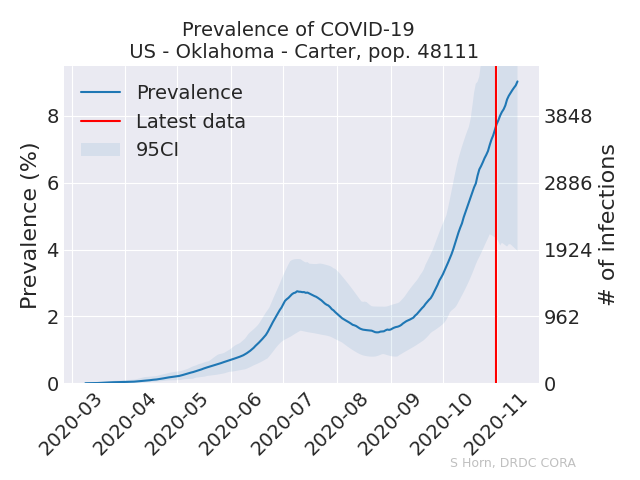 Prevalence of COVID-19
US - Oklahoma - Carter, pop. 48111
Prevalence
Latest data
95CI
Prevalence (%)
8
6
4
2
0
3848
2886
1924
962
0
# of infections
2020-03
2020-04
2020-05
2020-06
2020-07
2020-08
2020-09
2020-10
2020-11
S Horn, DRDC CORA